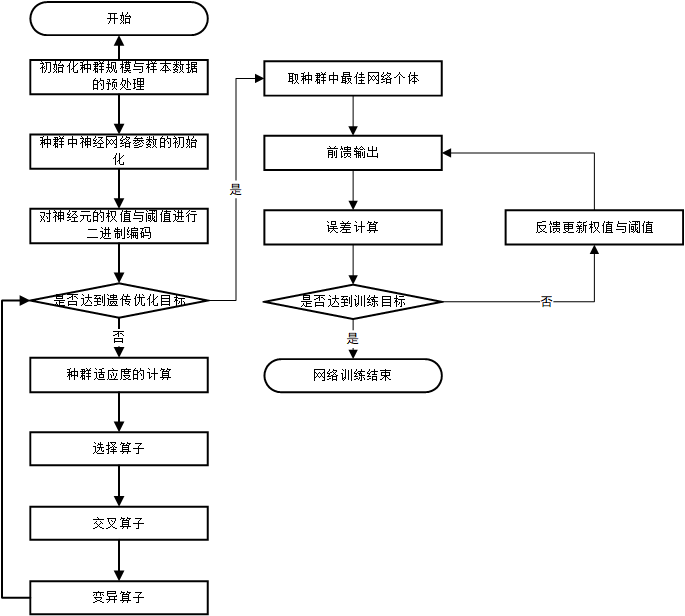 开始
初始化种群规模与样本数据
的预处理
种群中神经网络参数的初始
化
对神经元的权值与阈值进行
二进制编码
是否达到遗传优化目标
否
种群适应度的计算
选择算子
交叉算子
变异算子
是
取种群中最佳网络个体
前馈输出
误差计算
是否达到训练目标
是
网络训练结束
否
反馈更新权值与阈值